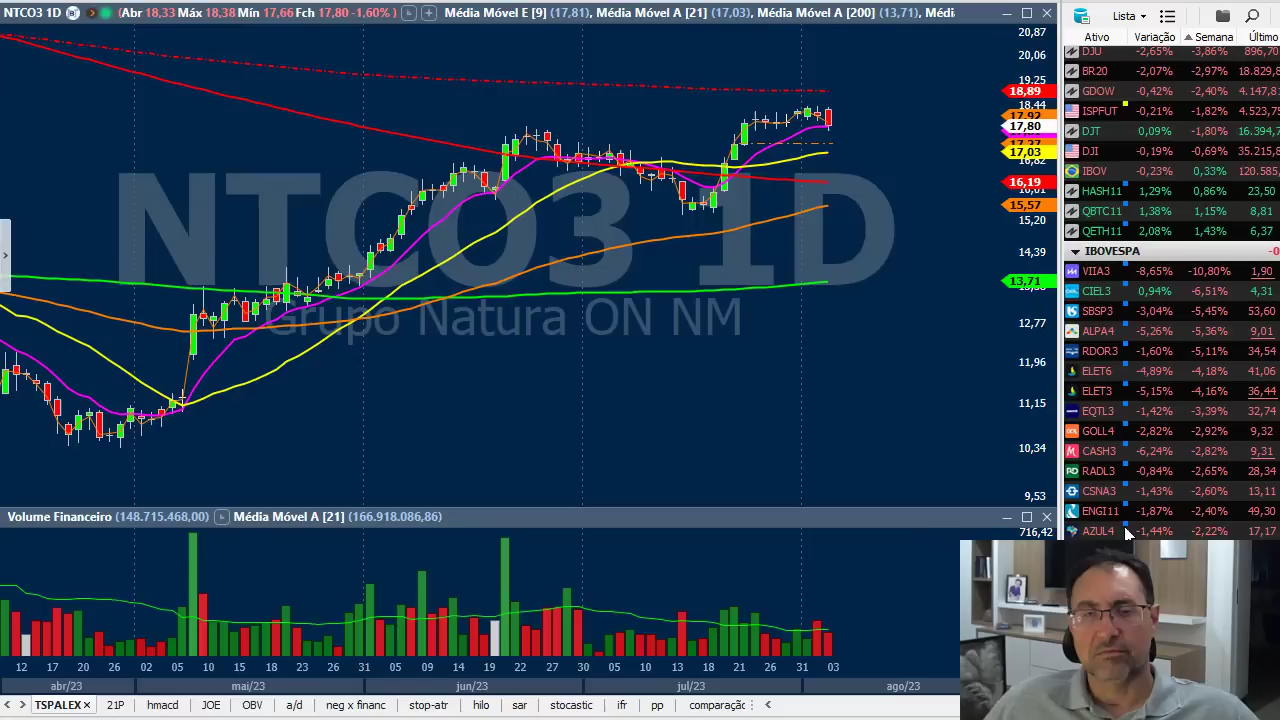 NTCO3 1D (Abr 18,33 Máx 18,38 Mín 17,66 Fch 17,80 -1,60%) Média Móvel E [9] (17,81), Média Móvel A [21] (17,03), Média Móvel A [200] (13,71), Médi
Lista
Ativo Variação Semana Último
DJU -2,65% -3,86% 896,70
BR20 -2,07% -2,97% 18.829,8
GDOW -0,42% -2,40% 4.147,8
ISPFUT -0,21% -1,82% 4.523,7
DJT 0,09% -1,80% 16.394,7
DJI -0,19% -0,69% 35.215,8
IBOV -0,23% 0,33% 120.585,
HASH11 1,29% 0,86% 23,50
QBTC11 1,38% 1,15% 8,81
QETH11 2,08% 1,43% 6,37
IBOVESPA -0
VIIA3 -8,65% -10,80% 1,90
CIEL3 0,94% -6,51% 4,31
SBSP3 -3,04% -5,45% 53,60
ALPA4 -5,26% -5,36% 9,01
RDOR3 -1,60% -5,11% 34,54
ELET6 -4,89% -4,18% 41,06
ELET3 -5,15% -4,16% 36,44
EQTL3 -1,42% -3,39% 32,74
GOLL4 -2,82% -2,92% 9,32
CASH3 -6,24% -2,82% 9,31
RADL3 -0,84% -2,65% 28,34
CSNA3 -1,43% -2,60% 13,11
ENGI11 -1,87% -2,40% 49,30
AZUL4 -1,44% -2,22% 17,17
20,87
20,06
19,25
18,89
18,44
17,92
17,80
17,03
16,82
16,19
16,01
15,57
15,20
14,39
13,71
12,77
11,96
11,15
10,34
9,53
NTCO3 1D
Grupo Natura ON NM
Volume Financeiro (148.715.468,00) Média Móvel A [21] (166.918.086,86)
716,42
12 17 20 26 02 05 10 15 18 23 26 31 06 09 14 19 22 27 30 05 10 13 18 21 26 31 03
abr/23 mai/23 jun/23 jul/23 ago/23
TSPALEX 21P hmacd JOE OBV a/d neg x financ stop-atr hilo sar stocastic ifr pp comparação